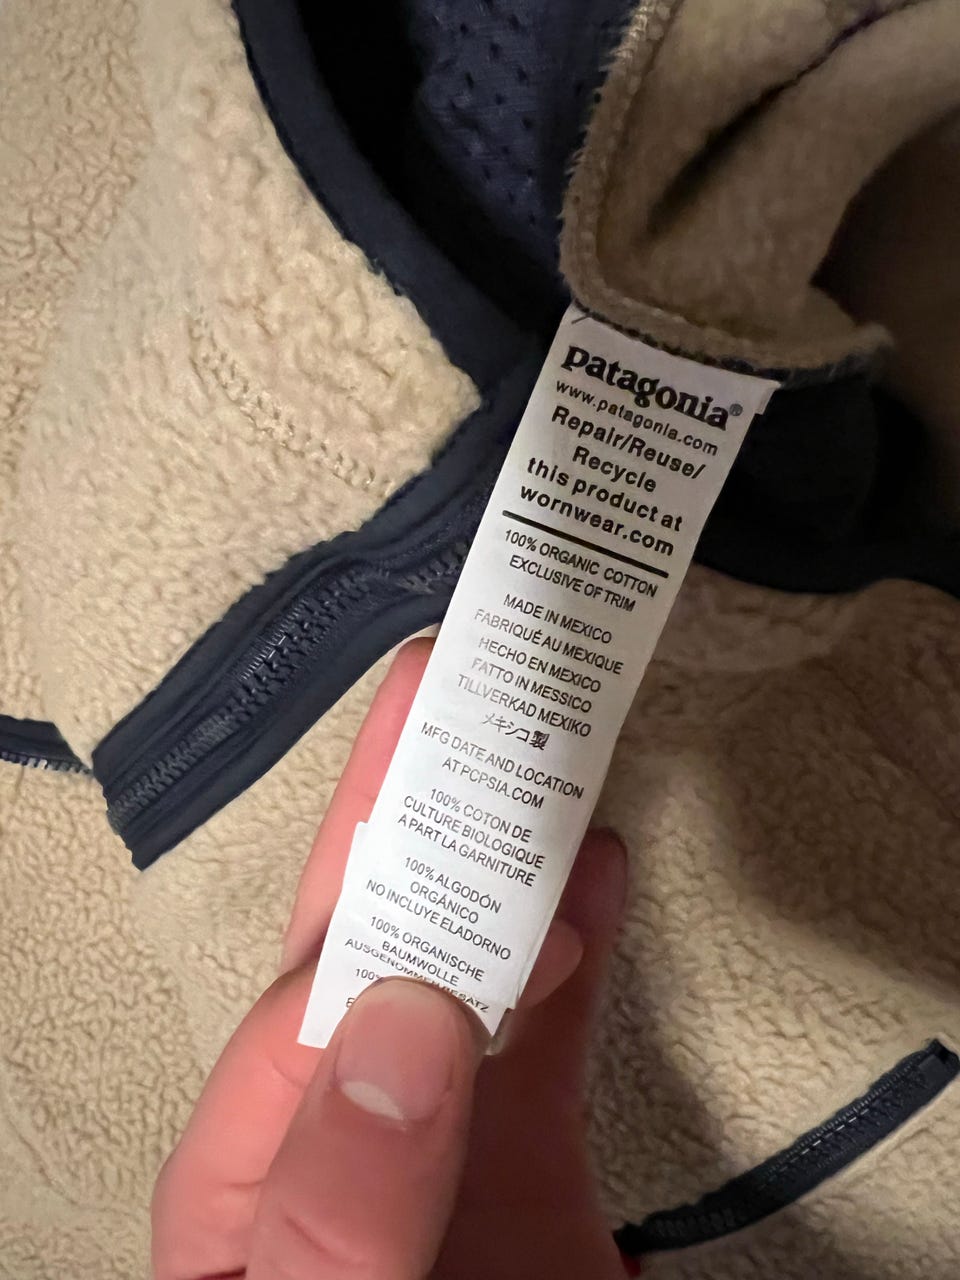 patagonia®
www.patagonia.com
Repair/Reuse/
Recycle
this product at
wornwear.com
100% ORGANIC COTTON
EXCLUSIVE OF TRIM
MADE IN MEXICO
FABRIQUÉ AU MEXIQUE
HECHO EN MEXICO
FATTO IN MESSICO
TILLVERKAD MEXIKO
メキシコ製
MFG DATE AND LOCATION
AT PCPSIA.COM
100% COTON DE
CULTURE BIOLOGIQUE
A PART LA GARNITURE
100% ALGODÓN
ORGÁNICO
NO INCLUYE ELADORNO
100% ORGANISCHE
BAUMWOLLE
AUSGENOMMEN BESATZ
100%